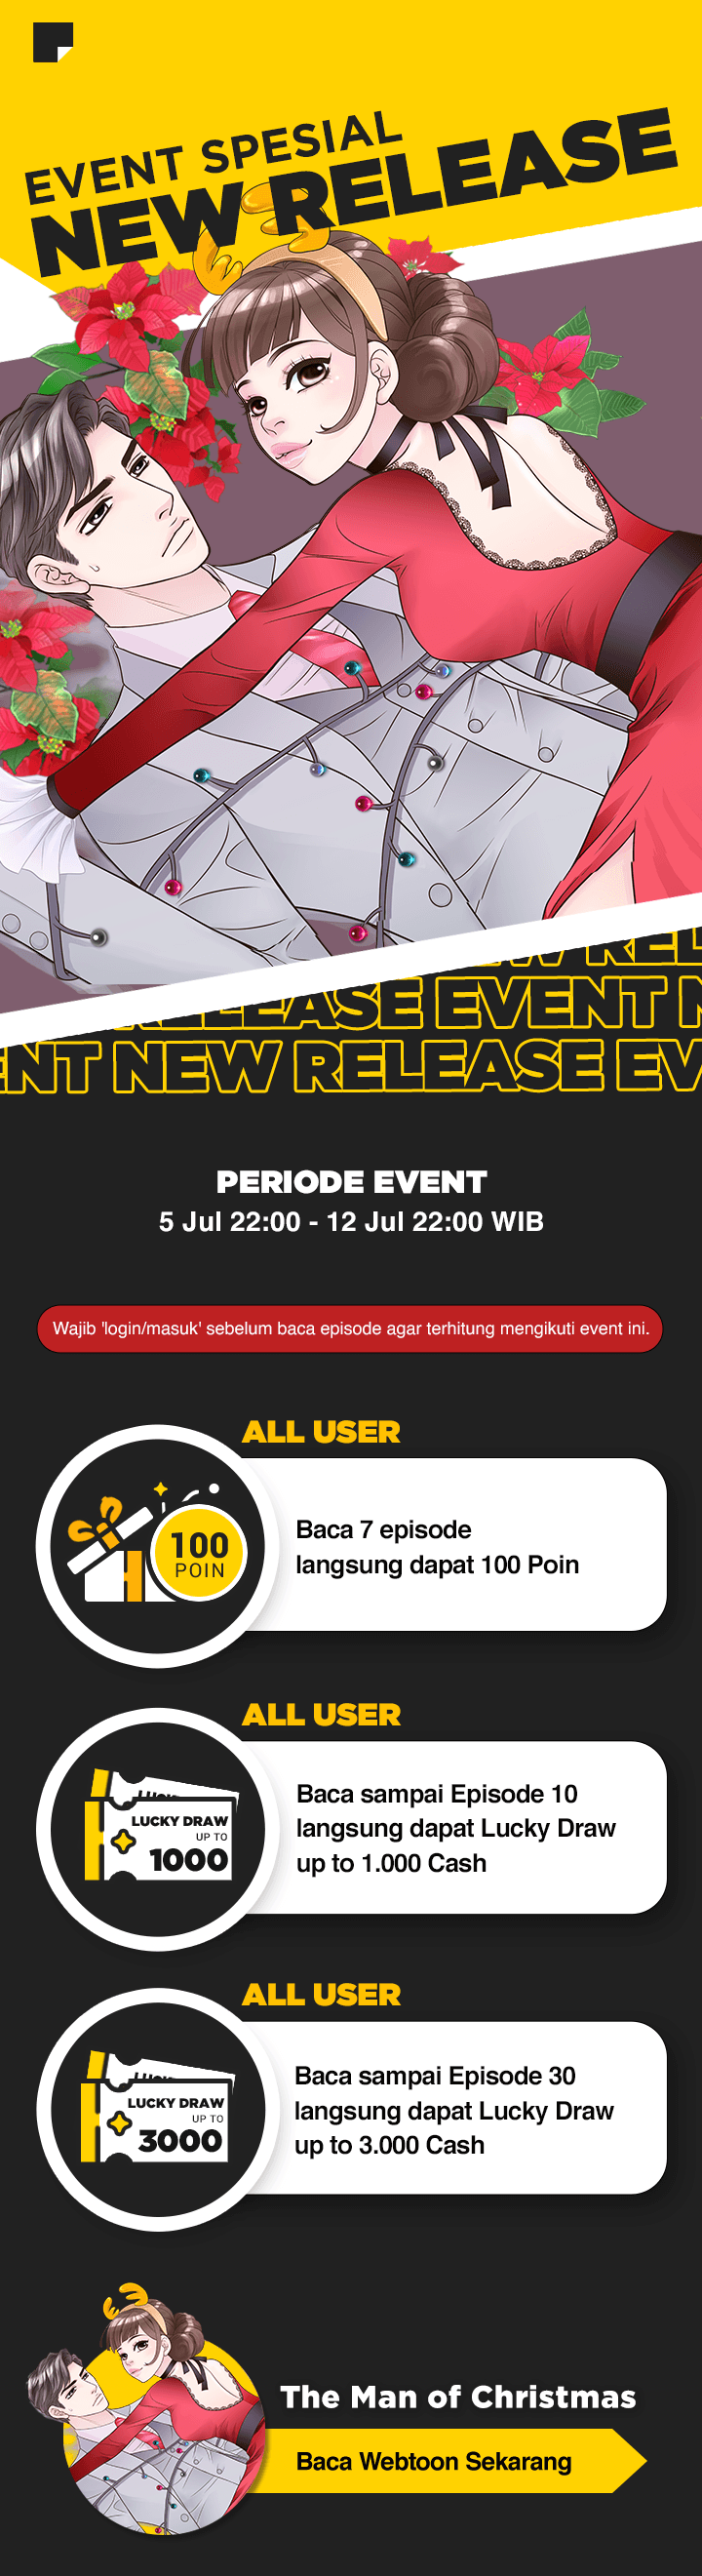 EVENT SPESIAL
NEW RELEASE
RELEASE EVENT
NEW RELEASE
PERIODE EVENT
5 Jul 22:00 - 12 Jul 22:00 WIB
Wajib 'login/masuk' sebelum baca episode agar terhitung mengikuti event ini.
ALL USER
100
POIN
Baca 7 episode
langsung dapat 100 Poin
ALL USER
LUCKY DRAW
UP TO
1000
Baca sampai Episode 10
langsung dapat Lucky Draw
up to 1.000 Cash
ALL USER
LUCKY DRAW
UP TO
3000
Baca sampai Episode 30
langsung dapat Lucky Draw
up to 3.000 Cash
The Man of Christmas
Baca Webtoon Sekarang